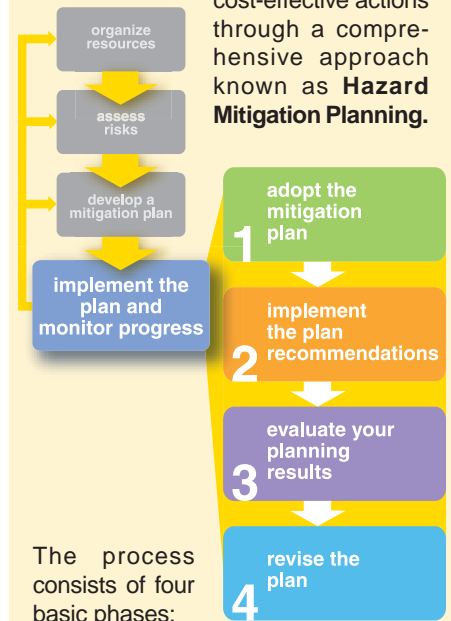 cost-effective actions
through a compre-
hensive approach
known as Hazard
Mitigation Planning.
organize
resources
assess
risks
develop a
mitigation plan
implement the
plan and
monitor progress
1
adopt the
mitigation
plan
2
implement
the plan
recommendations
3
evaluate your
planning
results
4
revise the
plan
The process
consists of four
basic phases: